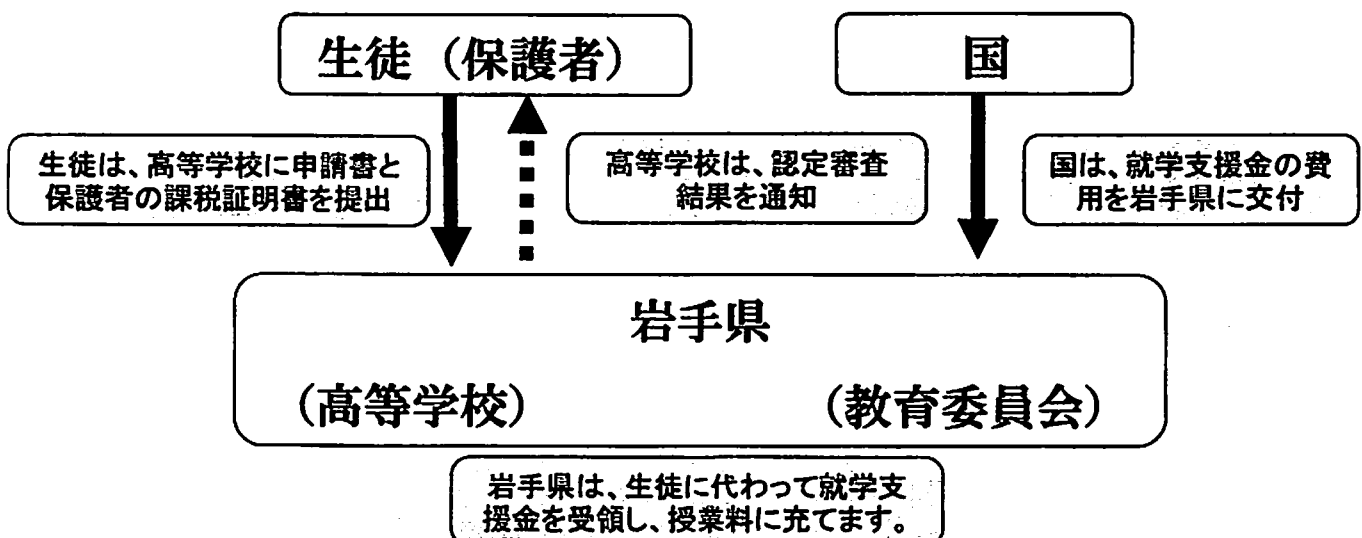 生徒（保護者）
国
生徒は、高等学校に申請書と
保護者の課税証明書を提出
高等学校は、認定審査
結果を通知
国は、就学支援金の費
用を岩手県に交付
岩手県
（高等学校）
（教育委員会）
岩手県は、生徒に代わって就学支
援金を受領し、授業料に充てます。